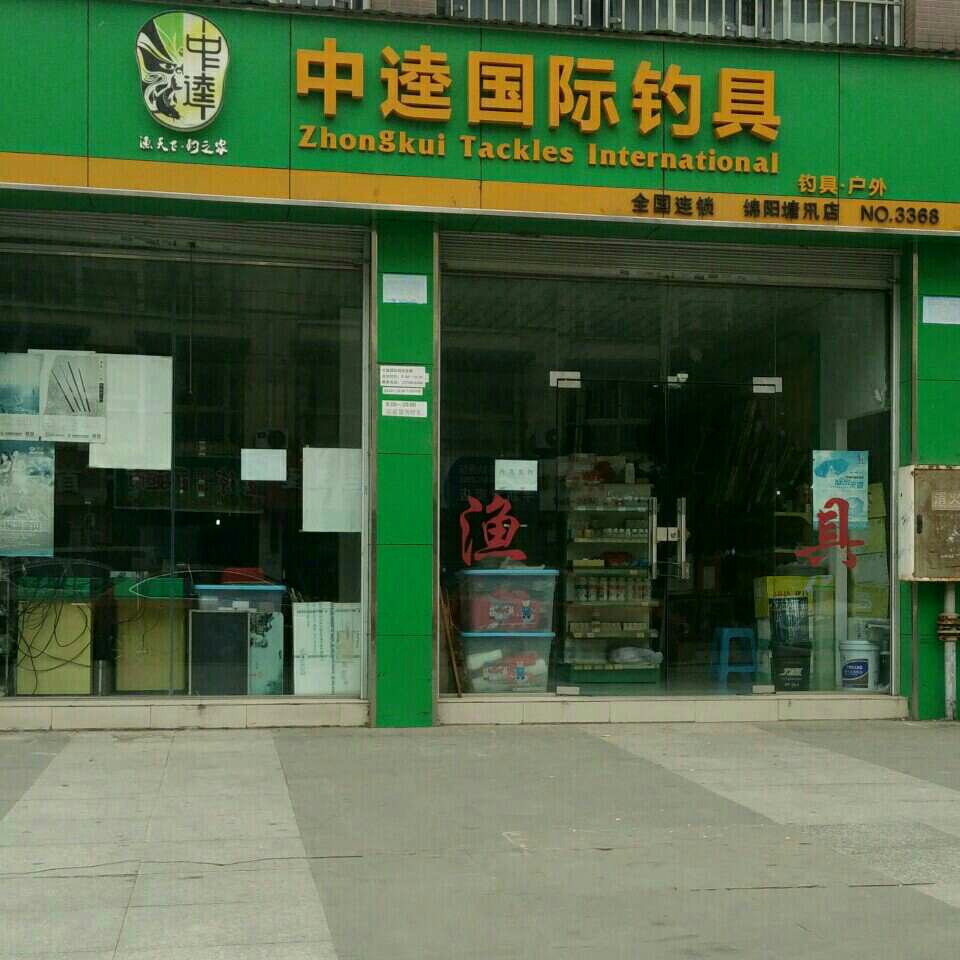 中逵
渔天下·钓之家
中逵国际钓具
Zhongkui Tackles International
钓具·户外
全国连锁 绵阳塘汛店 NO.3368
渔
具